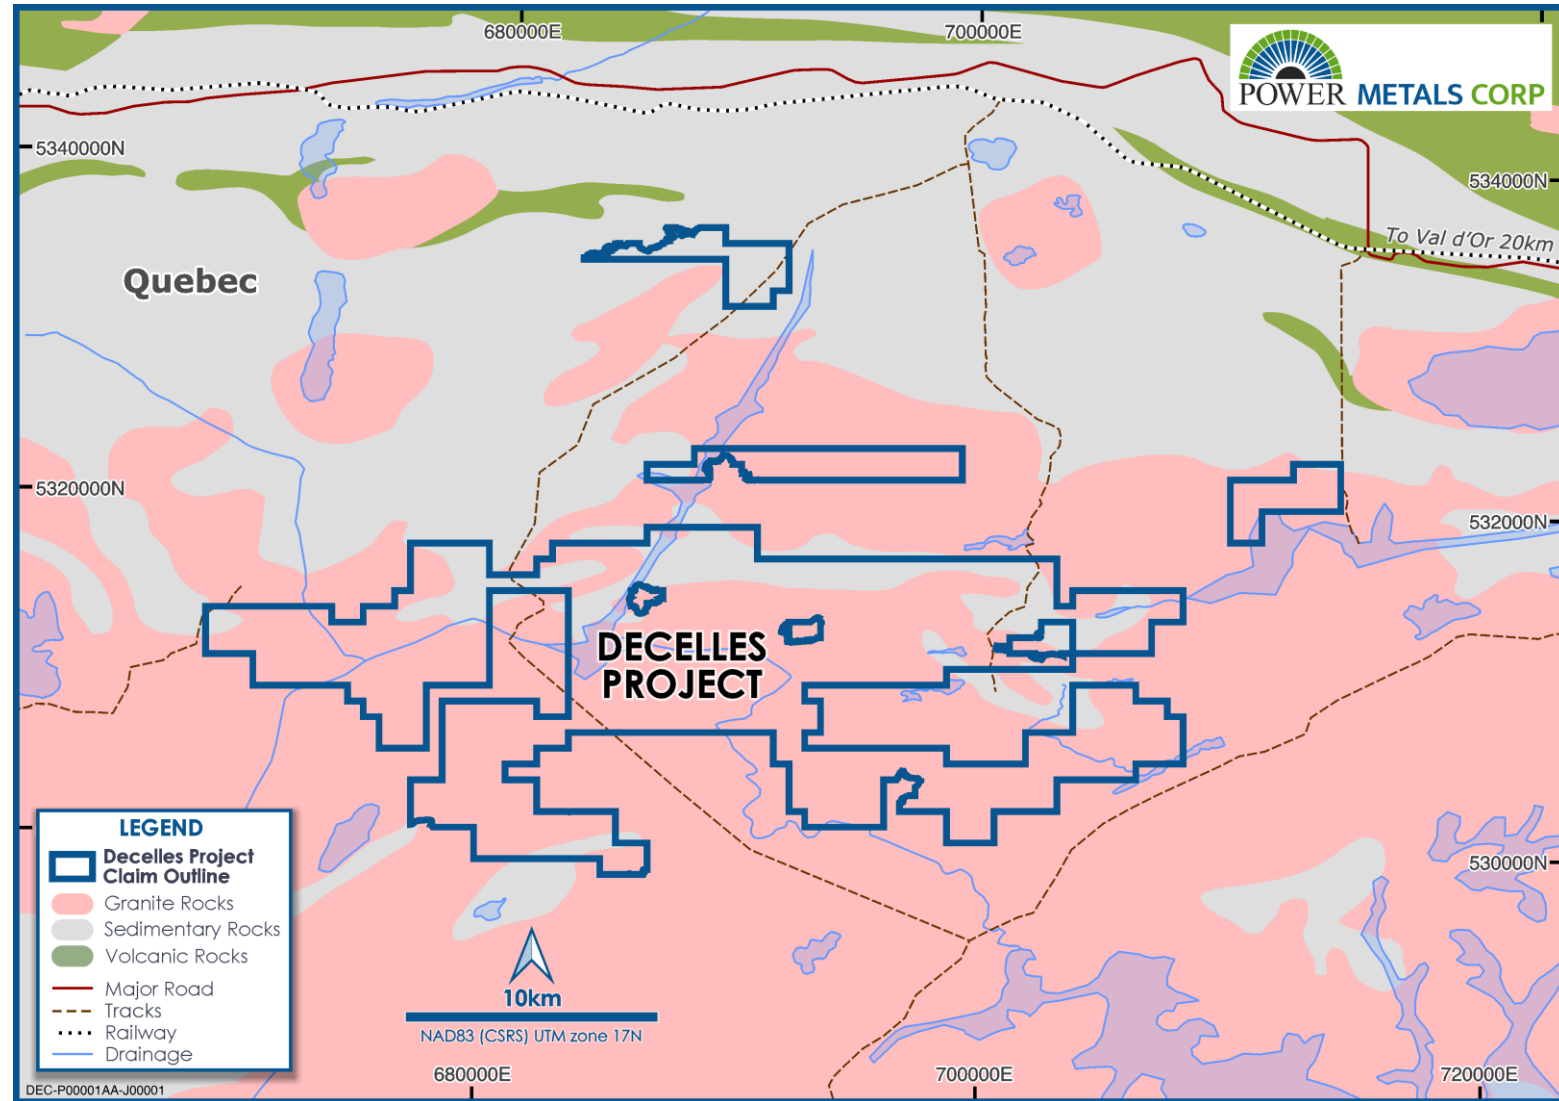 680000E
700000E
POWER METALS CORP
5340000N
534000N
To Val d'Or 20km
Quebec
5320000N
532000N
DECELLES
PROJECT
530000N
LEGEND
Decelles Project
Claim Outline
Granite Rocks
Sedimentary Rocks
Volcanic Rocks
Major Road
Tracks
Railway
Drainage
10km
NAD83 (CSRS) UTM zone 17N
680000E
700000E
720000E
DEC-P00001AA-J00001